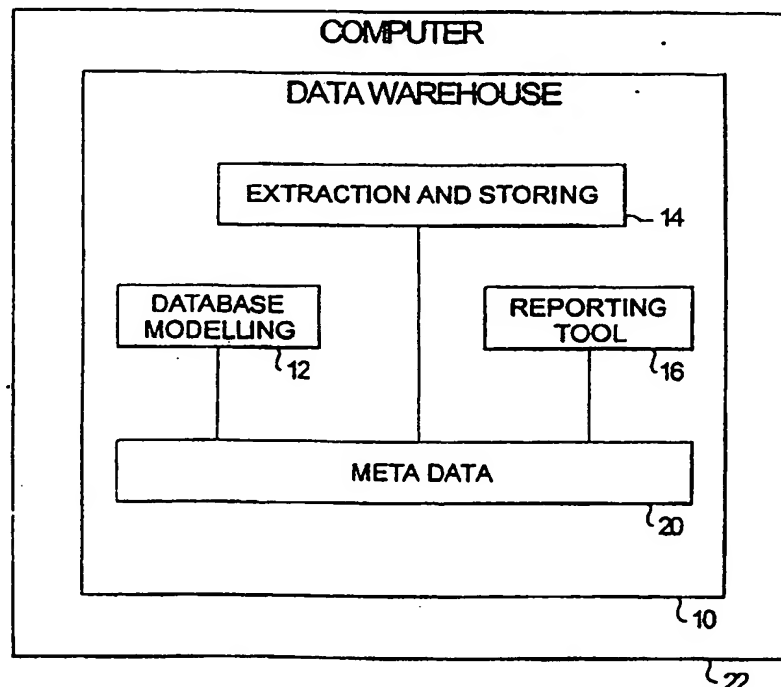 COMPUTER
DATA WAREHOUSE
EXTRACTION AND STORING
14
DATABASE
MODELLING
12
REPORTING
TOOL
16
META DATA
20
10
22